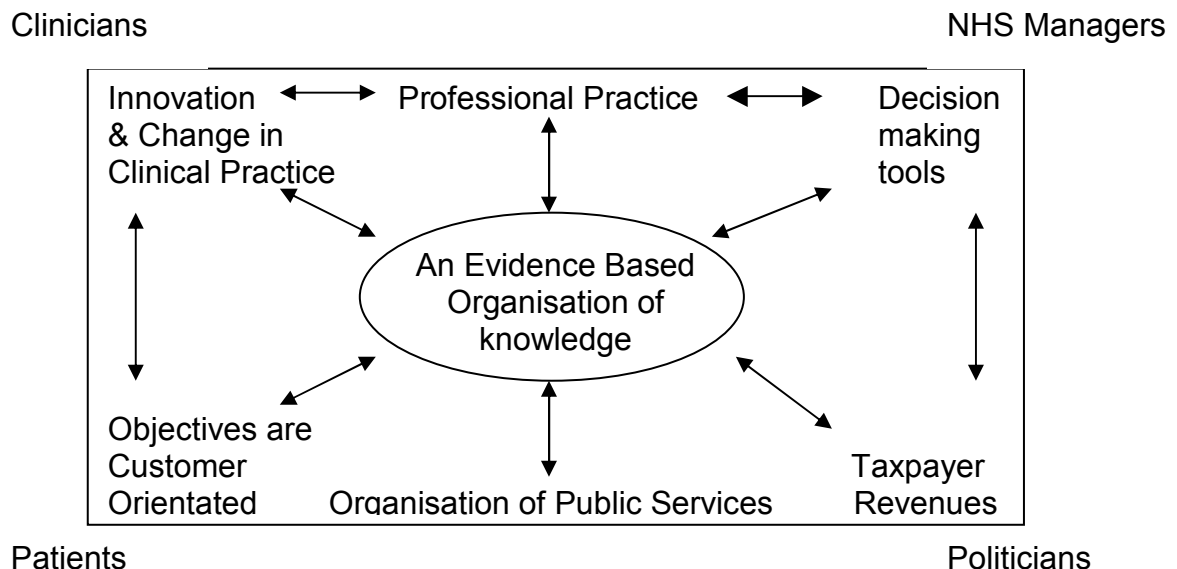 Clinicians
NHS Managers
Innovation
& Change in
Clinical Practice
Professional Practice
Decision
making
tools
An Evidence Based
Organisation of
knowledge
Objectives are
Customer
Orientated
Organisation of Public Services
Taxpayer
Revenues
Patients
Politicians